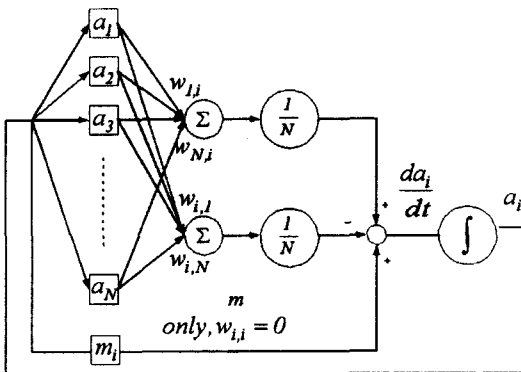 a1
a2
a3
aN
mi
w1,i
wN,i
wi,1
wi,N
Σ
Σ
1/N
1/N
+
-
+
dai/dt
∫
ai
m
only, wi,i = 0